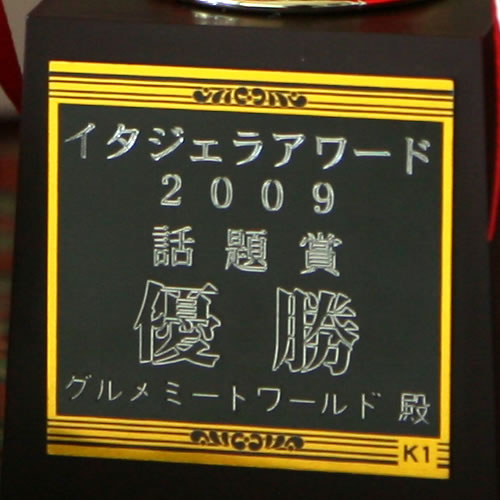 イタジェラアワード
2009
話題賞
優勝
グルメミートワールド 殿
K1